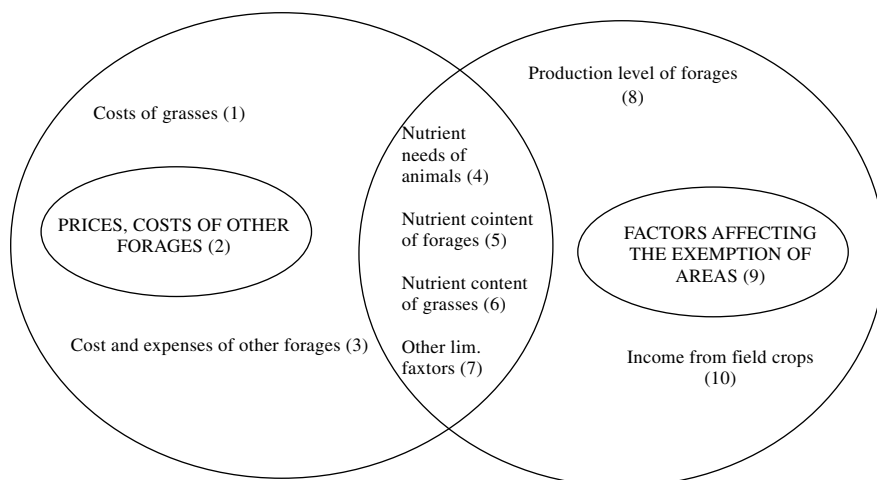 Costs of grasses (1)
PRICES, COSTS OF OTHER
FORAGES (2)
Cost and expenses of other forages (3)
Nutrient
needs of
animals (4)
Nutrient cointent
of forages (5)
Nutrient content
of grasses (6)
Other lim.
faxtors (7)
Production level of forages
(8)
FACTORS AFFECTING
THE EXEMPTION OF
AREAS (9)
Income from field crops
(10)